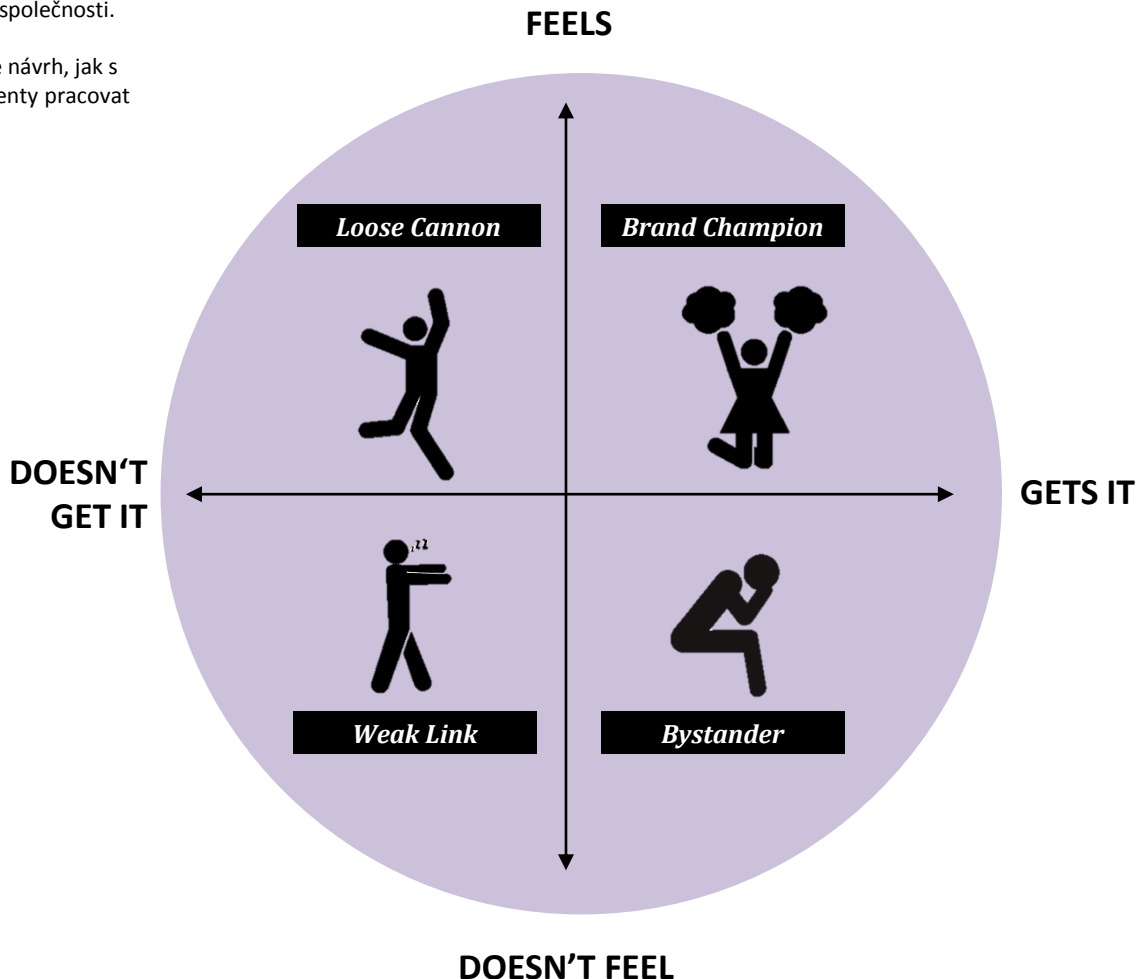 společnosti.
FEELS
návrh, jak s
enty pracovat
Loose Cannon
Brand Champion
DOESN‘T
GET IT
GETS IT
zz
Weak Link
Bystander
DOESN’T FEEL